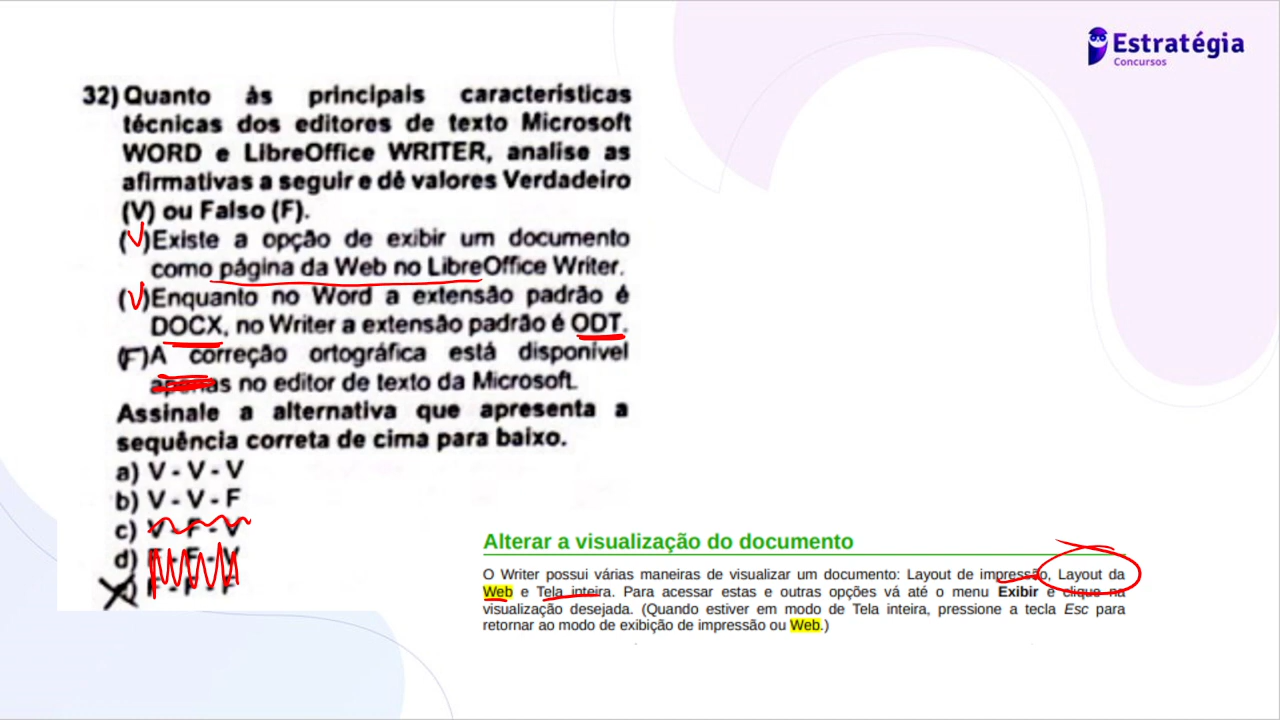 Estratégia
Concursos
32) Quanto às principais características
técnicas dos editores de texto Microsoft
WORD e LibreOffice WRITER, analise as
afirmativas a seguir e dê valores Verdadeiro
(V) ou Falso (F).
(V) Existe a opção de exibir um documento
como página da Web no LibreOffice Writer.
(V) Enquanto no Word a extensão padrão é
DOCX, no Writer a extensão padrão é ODT.
(F) A correção ortográfica está disponível
apenas no editor de texto da Microsoft.
Assinale a alternativa que apresenta a
sequência correta de cima para baixo.
a) V - V - V
b) V - V - F
c) V - F - V
d) F - F - V
F - F - F
Alterar a visualização do documento
O Writer possui várias maneiras de visualizar um documento: Layout de impressão, Layout da
Web e Tela inteira. Para acessar estas e outras opções vá até o menu Exibir e clique na
visualização desejada. (Quando estiver em modo de Tela inteira, pressione a tecla Esc para
retornar ao modo de exibição de impressão ou Web.)